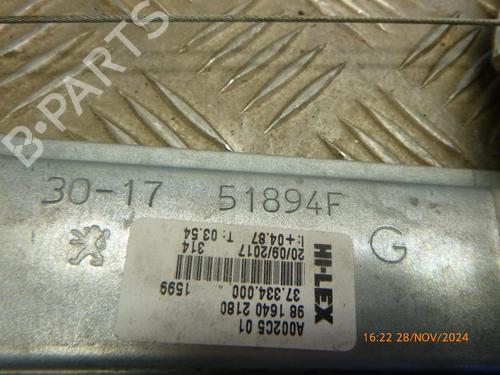 B-PARTS
30-17 51894F
G
HI-LEX
A002C5 01
98 1640 2180
37.334.000 1599
314
20/09/2017
I:+04.87 T: 03.54
16:22 28/NOV/2024